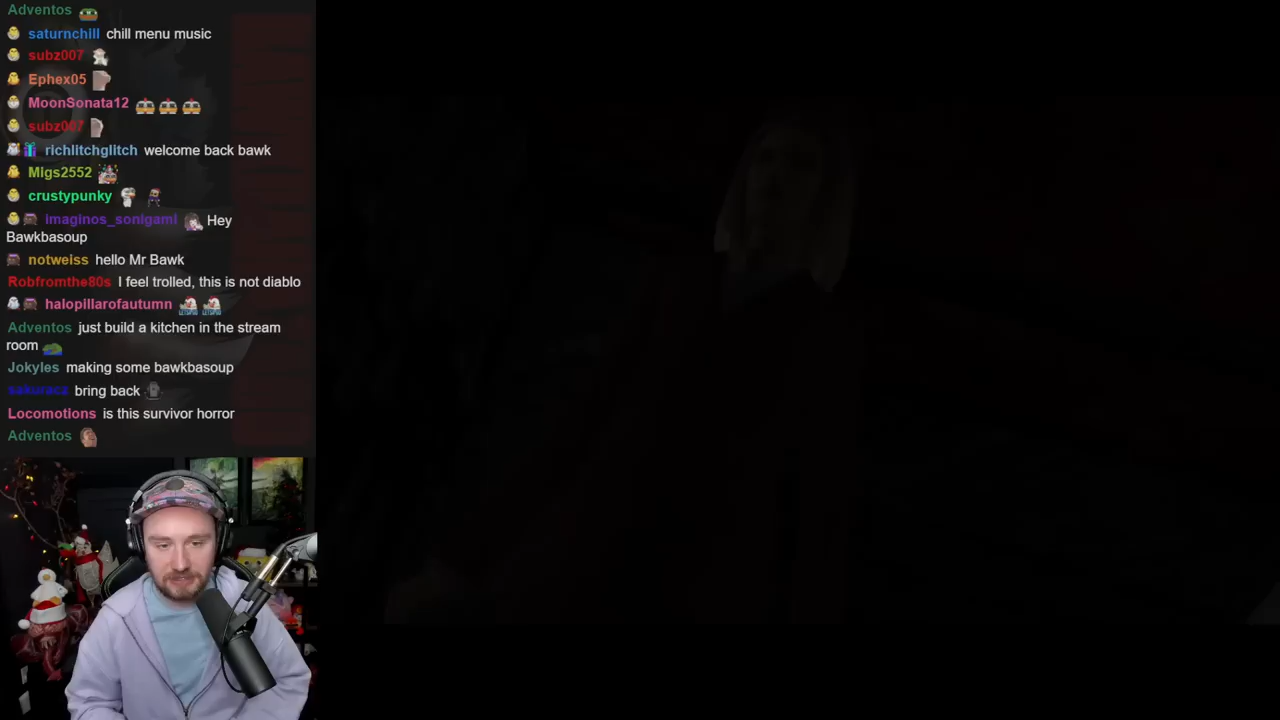 Adventos
saturnchill chill menu music
subz007
Ephex05
MoonSonata12
subz007
richlitchglitch welcome back bawk
Migs2552
crustypunky
imaginos_sonigami Hey
Bawkbasoup
notweiss hello Mr Bawk
Robfromthe80s I feel trolled, this is not diablo
halopillarofautumn
Adventos just build a kitchen in the stream
room
Jokyles making some bawkbasoup
sakuracz bring back
Locomotions is this survivor horror
Adventos